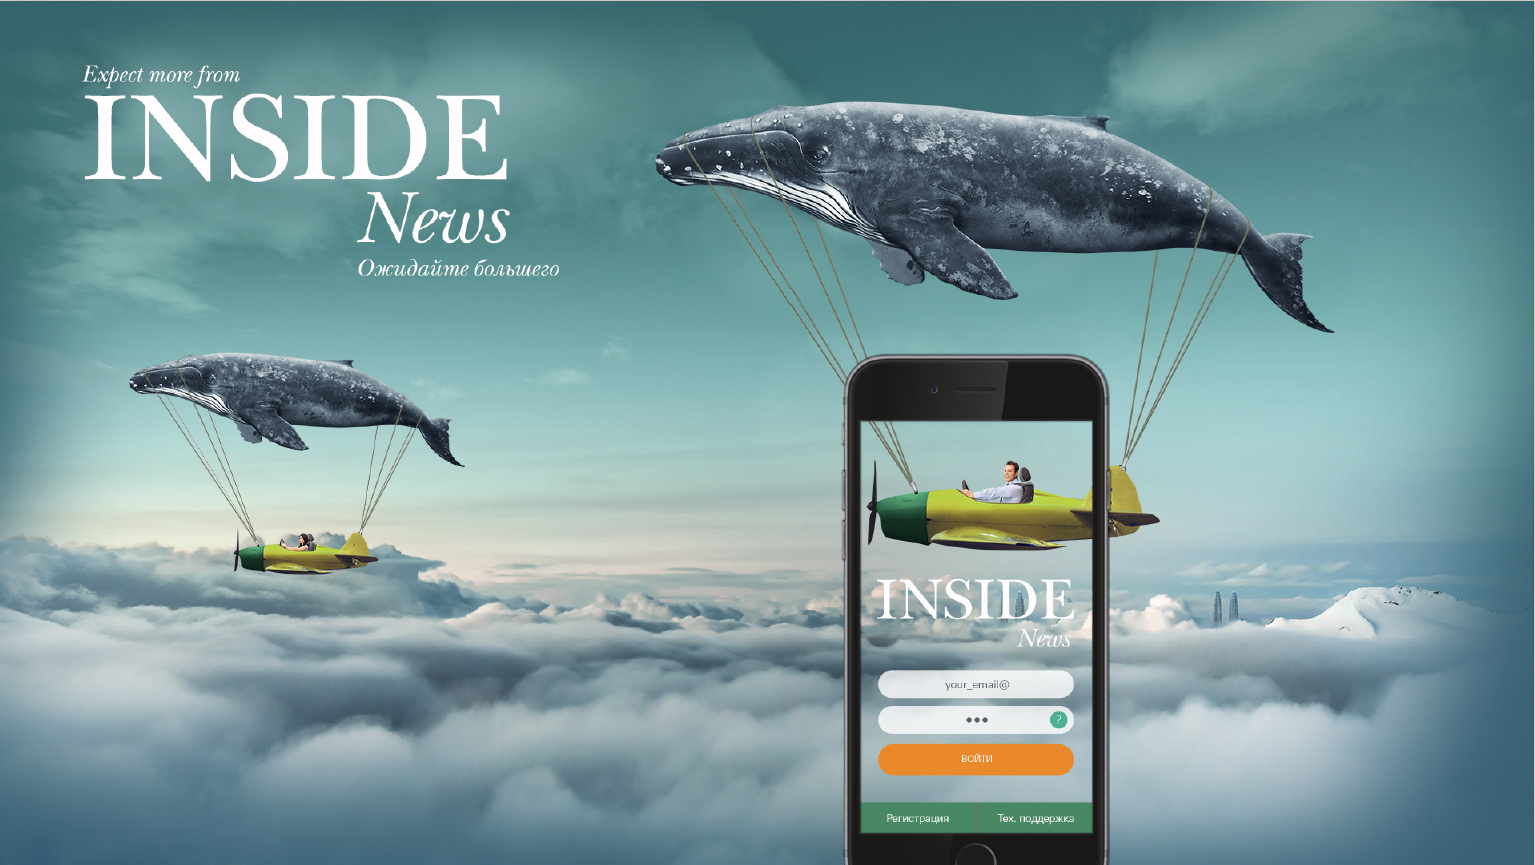 Expect more from
INSIDE
News
Ожидайте большего
INSIDE
News
your_email@
•••
?
ВОЙТИ
Регистрация
Тех. поддержка